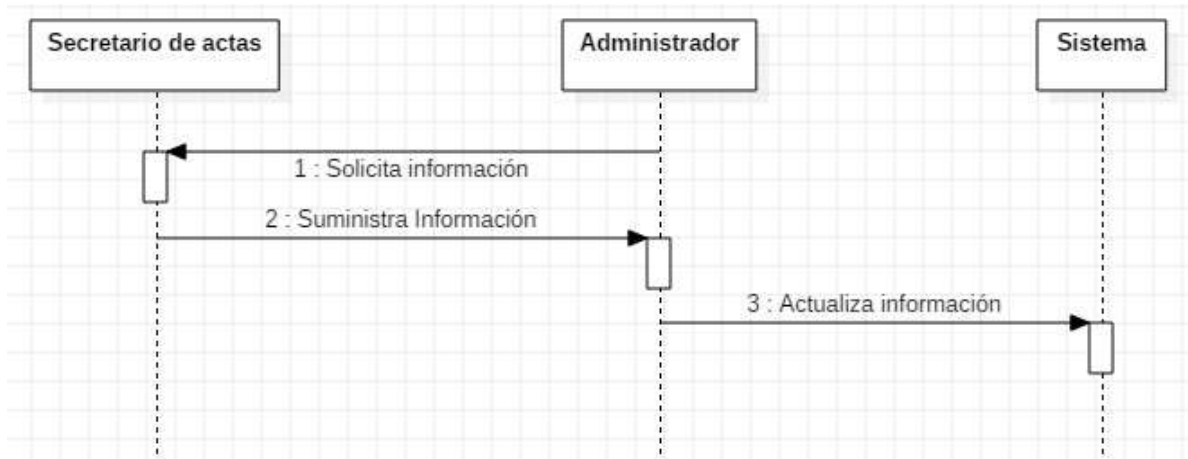 Secretario de actas
Administrador
Sistema
1 : Solicita información
2 : Suministra Información
3 : Actualiza información